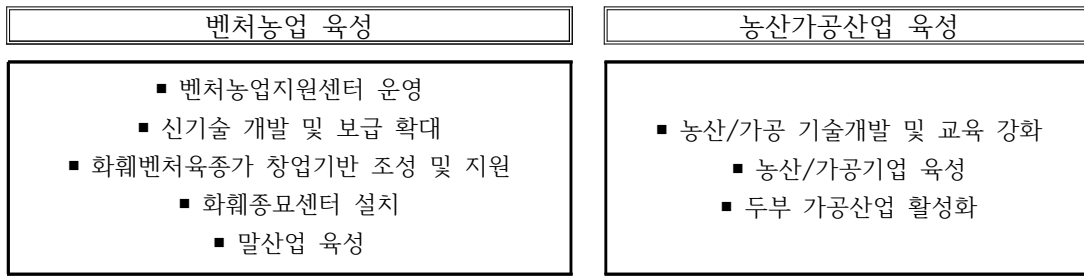 벤처농업 육성
■ 벤처농업지원센터 운영
■ 신기술 개발 및 보급 확대
■ 화훼벤처육종가 창업기반 조성 및 지원
■ 화훼종묘센터 설치
■ 말산업 육성
농산가공산업 육성
■ 농산/가공 기술개발 및 교육 강화
■ 농산/가공기업 육성
■ 두부 가공산업 활성화